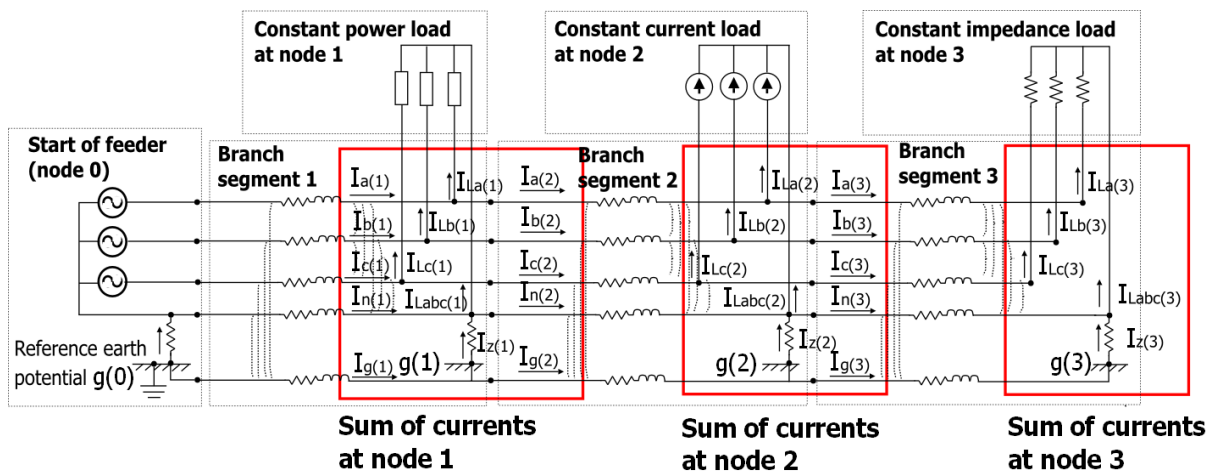 Constant power load
at node 1
Constant current load
at node 2
Constant impedance load
at node 3
Start of feeder
(node 0)
Branch
segment 1
Branch
segment 2
Branch
segment 3
Ia(1)
ILa(1)
Ia(2)
ILa(2)
Ia(3)
ILa(3)
Ib(1)
ILb(1)
Ib(2)
ILb(2)
Ib(3)
ILb(3)
Ic(1)
ILc(1)
Ic(2)
ILc(2)
Ic(3)
ILc(3)
In(1)
ILabc(1)
In(2)
ILabc(2)
In(3)
ILabc(3)
Iz(1)
Iz(2)
Iz(3)
Reference earth
potential g(0)
Ig(1)
g(1)
Ig(2)
g(2)
Ig(3)
g(3)
Sum of currents
at node 1
Sum of currents
at node 2
Sum of currents
at node 3